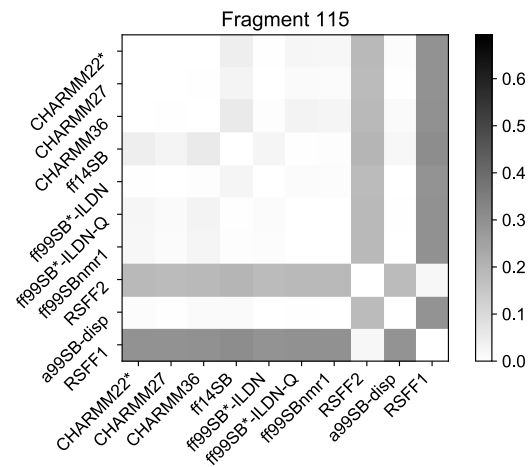 Fragment 115
CHARMM22*
CHARMM27
CHARMM36
ff14SB
ff99SB*-ILDN
ff99SB*-ILDN-Q
ff99SBnmr1
RSFF2
a99SB-disp
RSFF1
CHARMM22*
CHARMM27
CHARMM36
ff14SB
ff99SB*-ILDN
ff99SB*-ILDN-Q
ff99SBnmr1
RSFF2
a99SB-disp
RSFF1
0.6
0.5
0.4
0.3
0.2
0.1
0.0